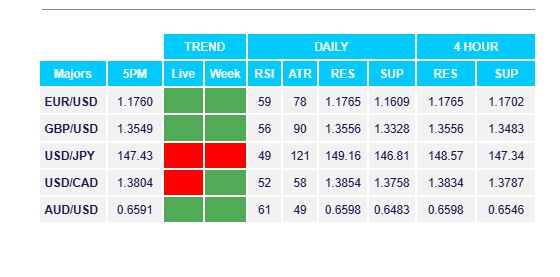 TREND DAILY 4 HOUR
Majors 5PM Live Week RSI ATR RES SUP RES SUP
EUR/USD 1.1760 59 78 1.1765 1.1609 1.1765 1.1702
GBP/USD 1.3549 56 90 1.3556 1.3328 1.3556 1.3483
USD/JPY 147.43 49 121 149.16 146.81 148.57 147.34
USD/CAD 1.3804 52 58 1.3854 1.3758 1.3834 1.3787
AUD/USD 0.6591 61 49 0.6598 0.6483 0.6598 0.6546